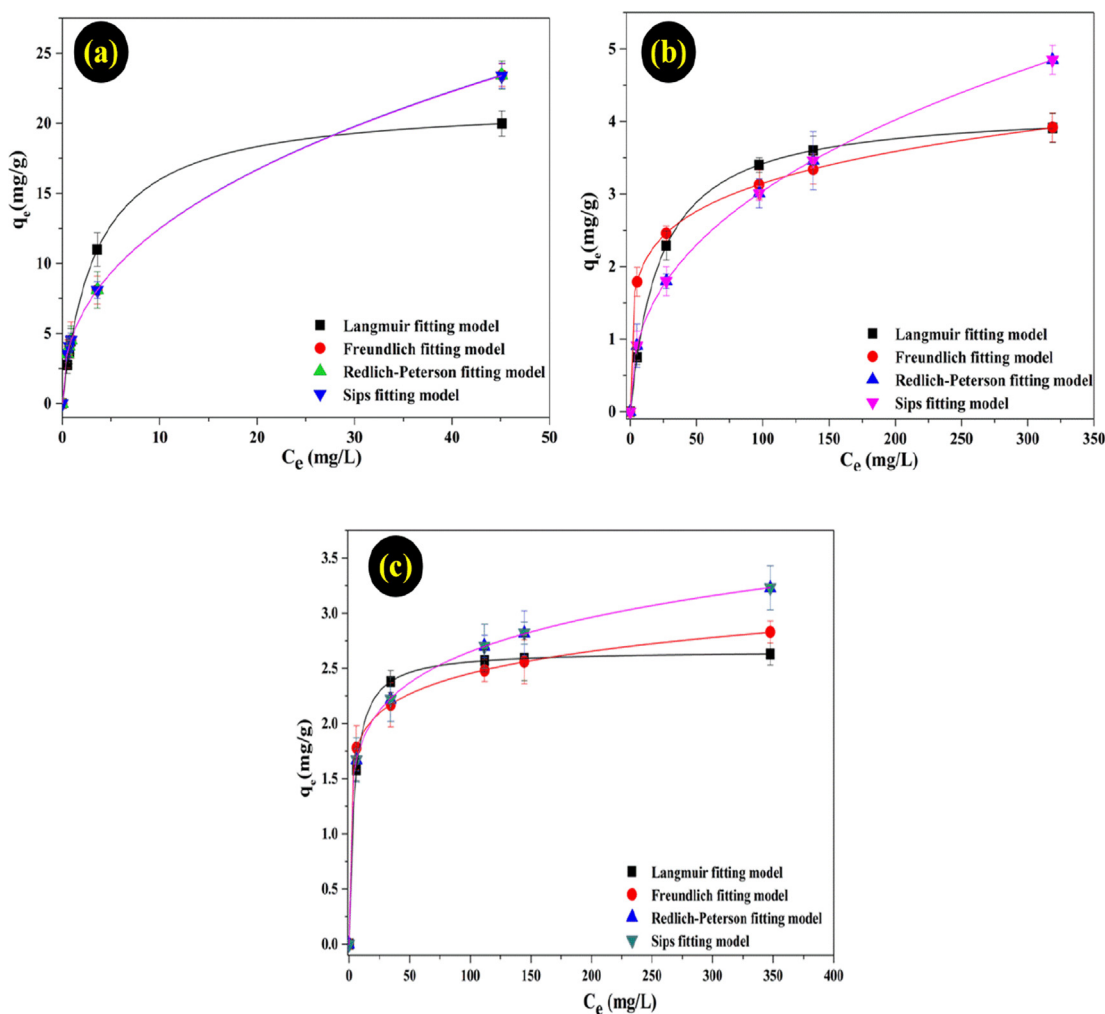 (a)
25
20
15
10
5
0
qe(mg/g)
Langmuir fitting model
Freundlich fitting model
Redlich-Peterson fitting model
Sips fitting model
0 10 20 30 40 50
Ce (mg/L)
(b)
5
4
3
2
1
0
qe(mg/g)
Langmuir fitting model
Freundlich fitting model
Redlich-Peterson fitting model
Sips fitting model
0 50 100 150 200 250 300 350
Ce (mg/L)
(c)
3.5
3.0
2.5
2.0
1.5
1.0
0.5
0.0
qe(mg/g)
Langmuir fitting model
Freundlich fitting model
Redlich-Peterson fitting model
Sips fitting model
0 50 100 150 200 250 300 350 400
Ce (mg/L)